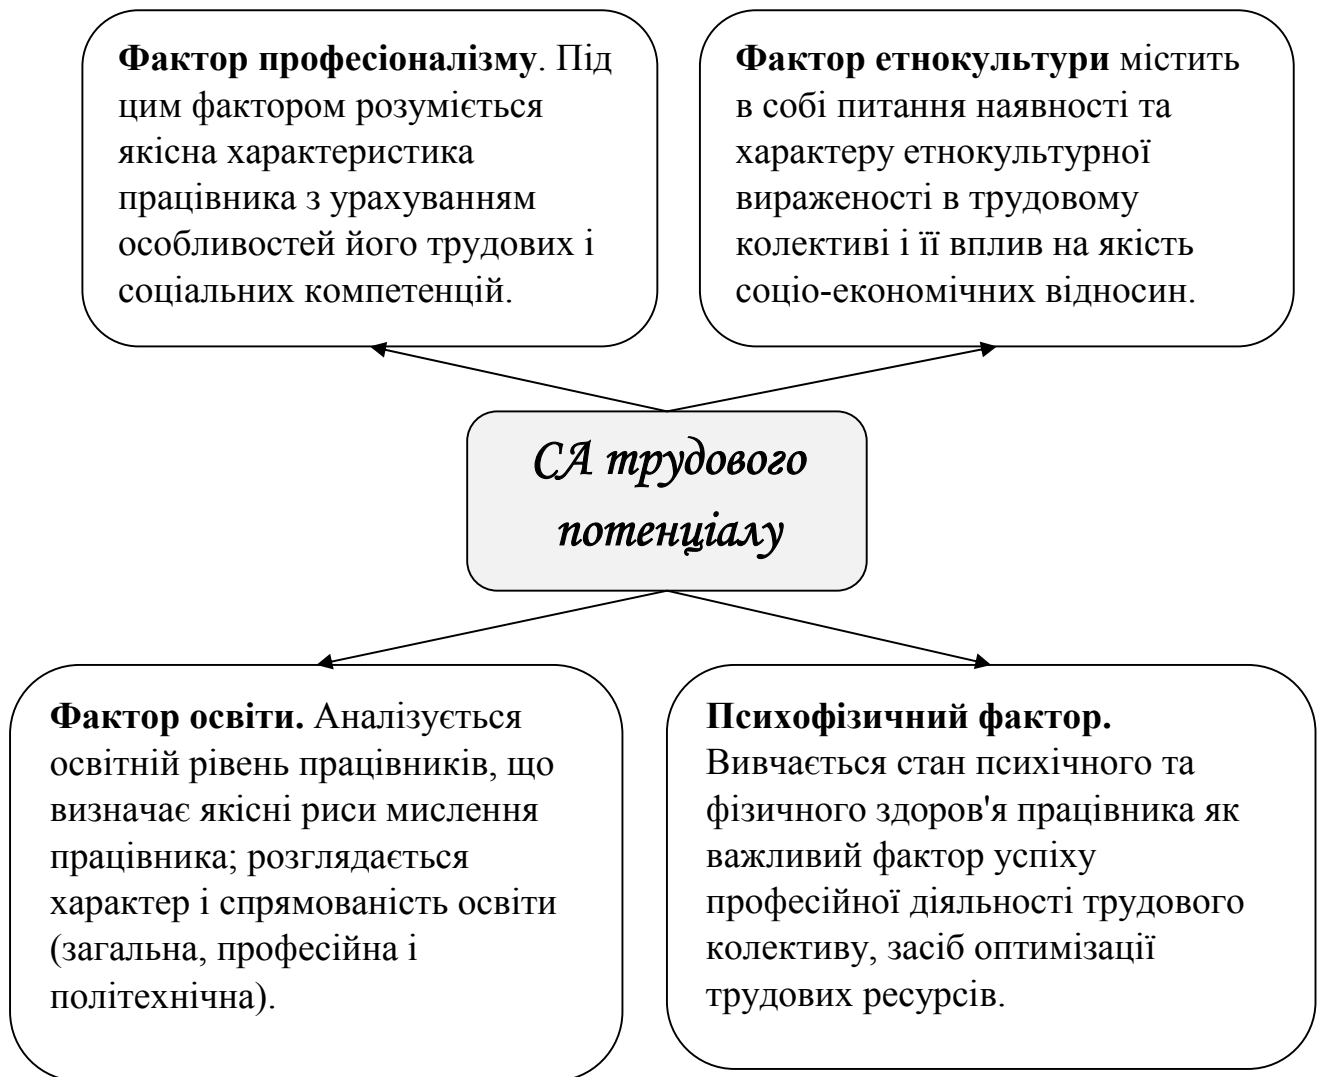 Фактор професіоналізму. Під
цим фактором розуміється
якісна характеристика
працівника з урахуванням
особливостей його трудових і
соціальних компетенцій.
Фактор етнокультури містить
в собі питання наявності та
характеру етнокультурної
вираженості в трудовому
колективі і її вплив на якість
соціо-економічних відносин.
СА трудового
потенціалу
Фактор освіти. Аналізується
освітній рівень працівників, що
визначає якісні риси мислення
працівника; розглядається
характер і спрямованість освіти
(загальна, професійна і
політехнічна).
Психофізичний фактор.
Вивчається стан психічного та
фізичного здоров'я працівника як
важливий фактор успіху
професійної діяльності трудового
колективу, засіб оптимізації
трудових ресурсів.